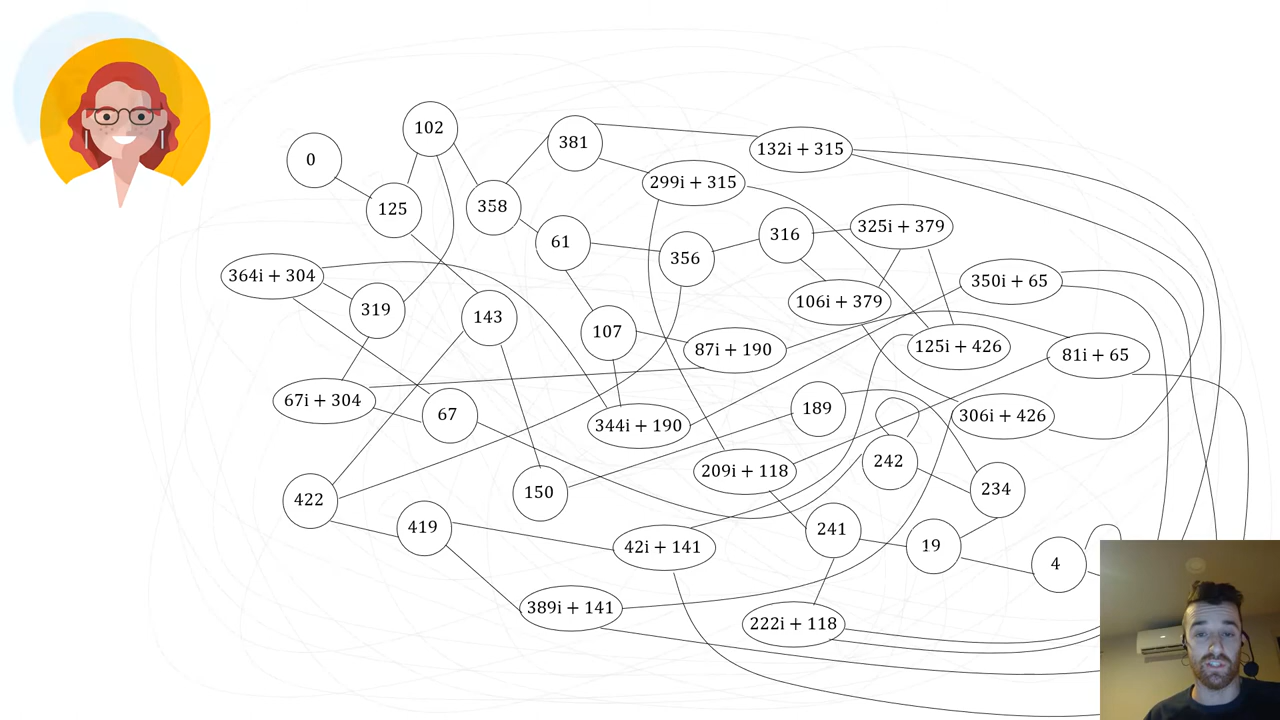 102
381
132i + 315
0
299i + 315
125
358
316
325i + 379
61
356
364i + 304
350i + 65
106i + 379
319
143
107
87i + 190
125i + 426
81i + 65
67i + 304
67
189
306i + 426
344i + 190
242
209i + 118
234
422
150
419
241
19
42i + 141
4
389i + 141
222i + 118